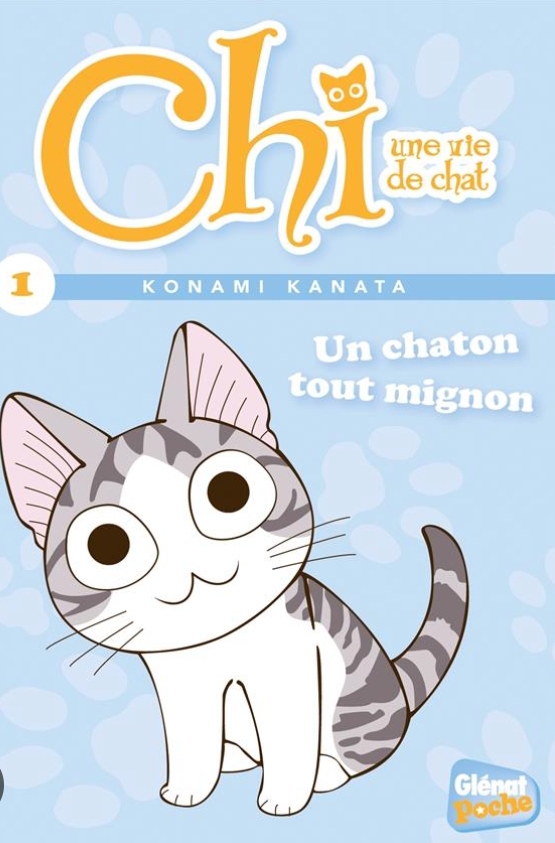 Chi
une vie
de chat
1
KONAMI KANATA
Un chaton
tout mignon
Glénat
Poche